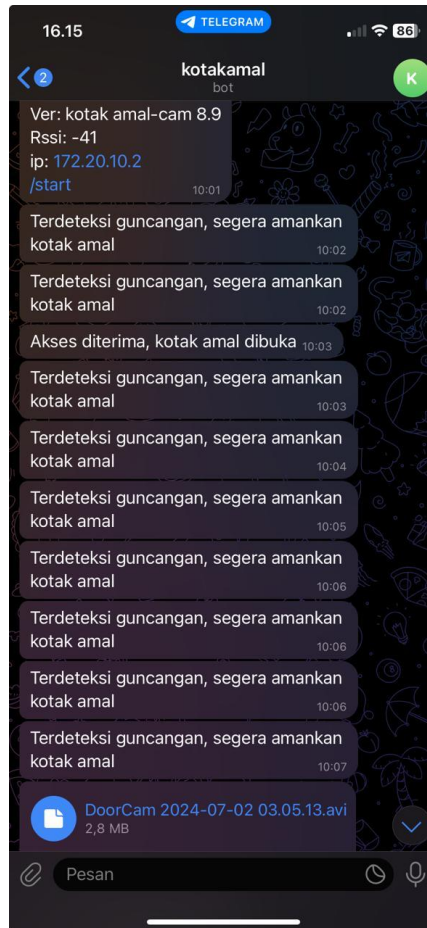 16.15
TELEGRAM
86
2
kotakamal
bot
K
Ver: kotak amal-cam 8.9
Rssi: -41
ip: 172.20.10.2
/start
10:01
Terdeteksi guncangan, segera amankan
kotak amal
10:02
Terdeteksi guncangan, segera amankan
kotak amal
10:02
Akses diterima, kotak amal dibuka 10:03
Terdeteksi guncangan, segera amankan
kotak amal
10:03
Terdeteksi guncangan, segera amankan
kotak amal
10:04
Terdeteksi guncangan, segera amankan
kotak amal
10:05
Terdeteksi guncangan, segera amankan
kotak amal
10:06
Terdeteksi guncangan, segera amankan
kotak amal
10:06
Terdeteksi guncangan, segera amankan
kotak amal
10:06
Terdeteksi guncangan, segera amankan
kotak amal
10:07
DoorCam 2024-07-02 03.05.13.avi
2,8 MB
Pesan